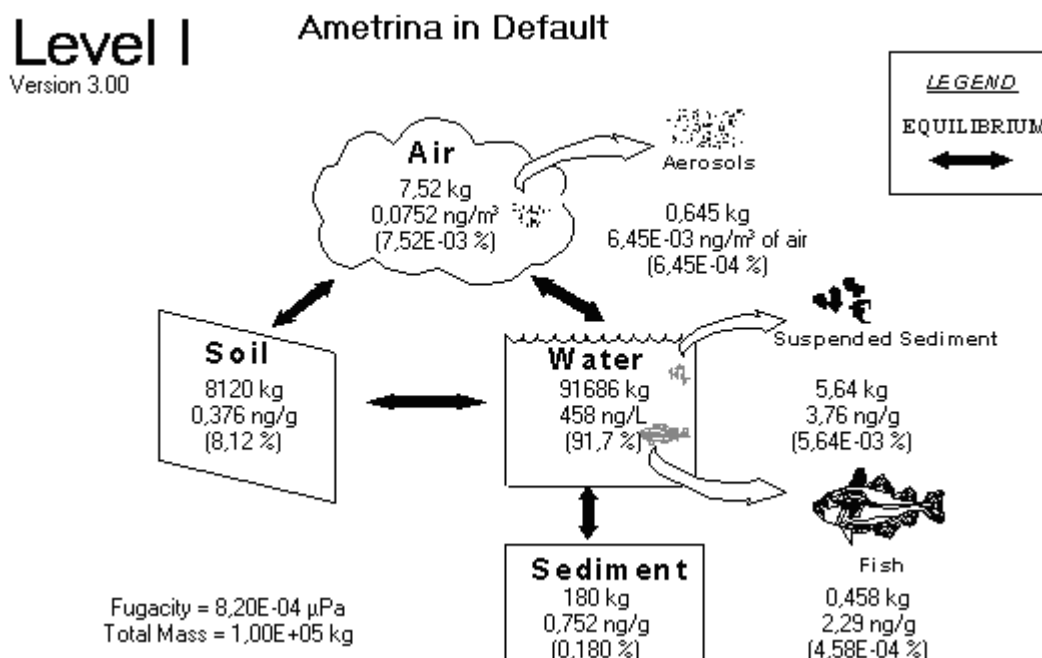 Level I
Version 3.00
Ametrina in Default
LEGEND
EQUILIBRIUM
Air
7,52 kg
0,0752 ng/m³
(7,52E-03 %)
Aerosols
0,645 kg
6,45E-03 ng/m³ of air
(6,45E-04 %)
Soil
8120 kg
0,376 ng/g
(8,12 %)
Water
91686 kg
458 ng/L
(91,7 %)
Suspended Sediment
5,64 kg
3,76 ng/g
(5,64E-03 %)
Sediment
180 kg
0,752 ng/g
(0,180 %)
Fish
0,458 kg
2,29 ng/g
(4,58E-04 %)
Fugacity = 8,20E-04 µPa
Total Mass = 1,00E+05 kg